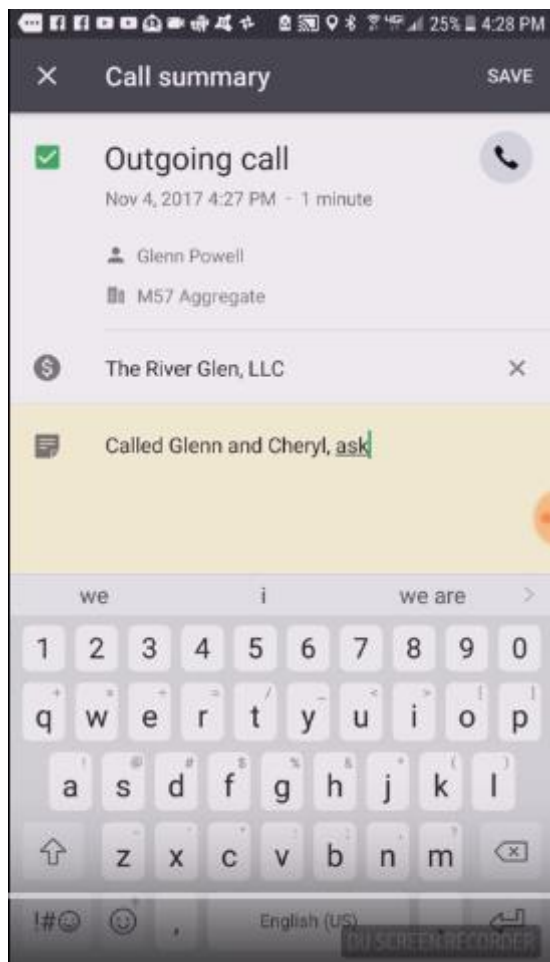 25% 4:28 PM
Call summary SAVE
Outgoing call
Nov 4, 2017 4:27 PM - 1 minute
Glenn Powell
M57 Aggregate
The River Glen, LLC
Called Glenn and Cheryl, ask
we i we are
1 2 3 4 5 6 7 8 9 0
q w e r t y u i o p
a s d f g h j k l
z x c v b n m
!#☺ , English (US) .
DU SCREEN RECORDER